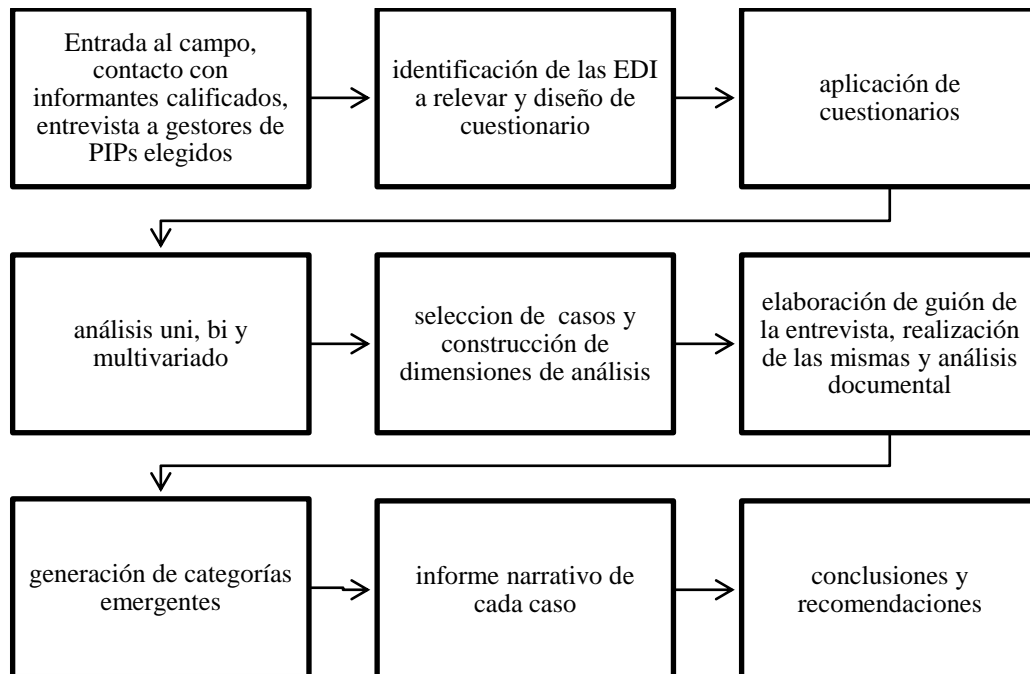 Entrada al campo,
contacto con
informantes calificados,
entrevista a gestores de
PIPs elegidos
identificación de las EDI
a relevar y diseño de
cuestionario
aplicación de
cuestionarios
análisis uni, bi y
multivariado
seleccion de casos y
construcción de
dimensiones de análisis
elaboración de guión de
la entrevista, realización
de las mismas y análisis
documental
generación de categorías
emergentes
informe narrativo de
cada caso
conclusiones y
recomendaciones